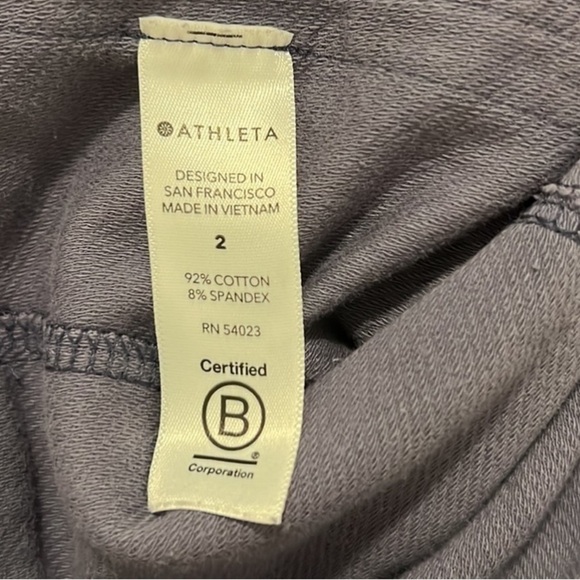 ATHLETA
DESIGNED IN
SAN FRANCISCO
MADE IN VIETNAM
2
92% COTTON
8% SPANDEX
RN 54023
Certified
B
®
Corporation